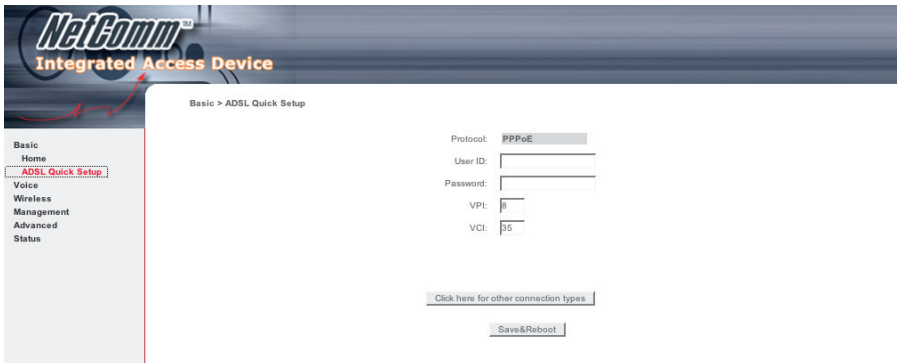 NetComm™
Integrated Access Device
Basic > ADSL Quick Setup
Basic
Home
ADSL Quick Setup
Voice
Wireless
Management
Advanced
Status
Protocol: PPPoE
User ID:
Password:
VPI: 8
VCI: 35
Click here for other connection types
Save&Reboot